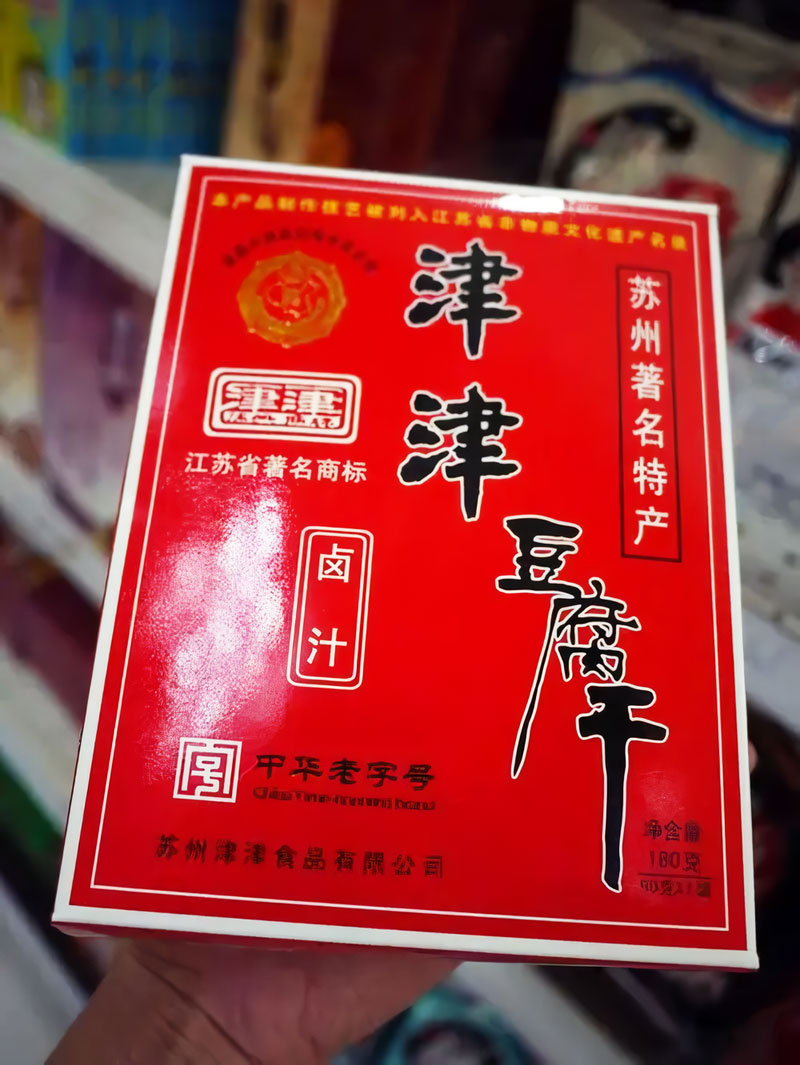 本产品制作技艺被列入江苏省非物质文化遗产名录
津津
豆腐干
苏州著名特产
津津
江苏省著名商标
卤汁
中华老字号
苏州津津食品有限公司
净含量
180克